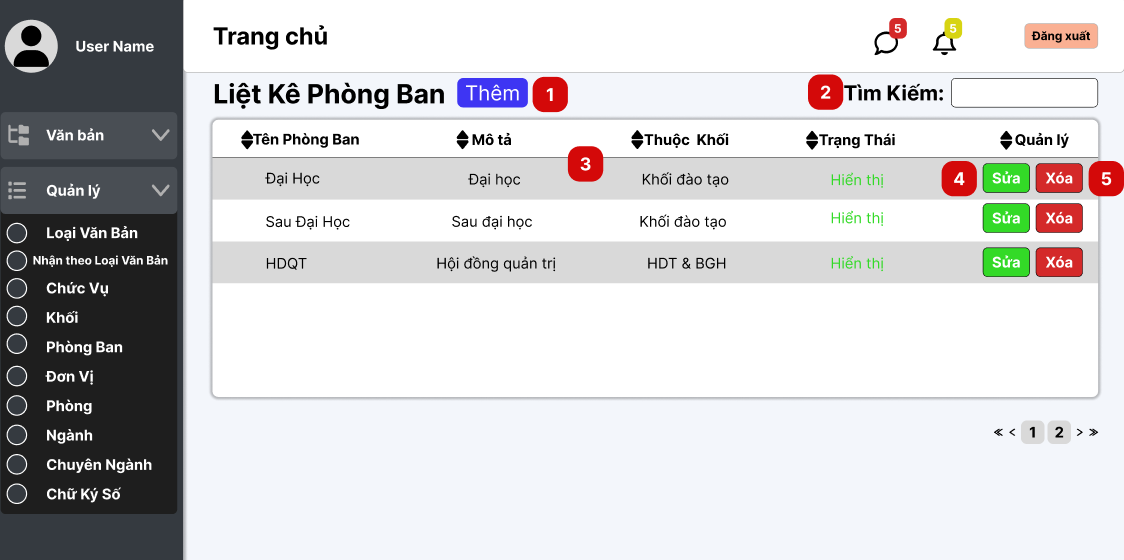 User Name
Trang chủ
5
5
Đăng xuất
Văn bản
Quản lý
Loại Văn Bản
Nhận theo Loại Văn Bản
Chức Vụ
Khối
Phòng Ban
Đơn Vị
Phòng
Ngành
Chuyên Ngành
Chữ Ký Số
Liệt Kê Phòng Ban Thêm 1
2 Tìm Kiếm:
Tên Phòng Ban Mô tả Thuộc Khối Trạng Thái Quản lý
3
Đại Học Đại học Khối đào tạo Hiển thị 4 Sửa Xóa 5
Sau Đại Học Sau đại học Khối đào tạo Hiển thị Sửa Xóa
HDQT Hội đồng quản trị HDT & BGH Hiển thị Sửa Xóa
« < 1 2 > »